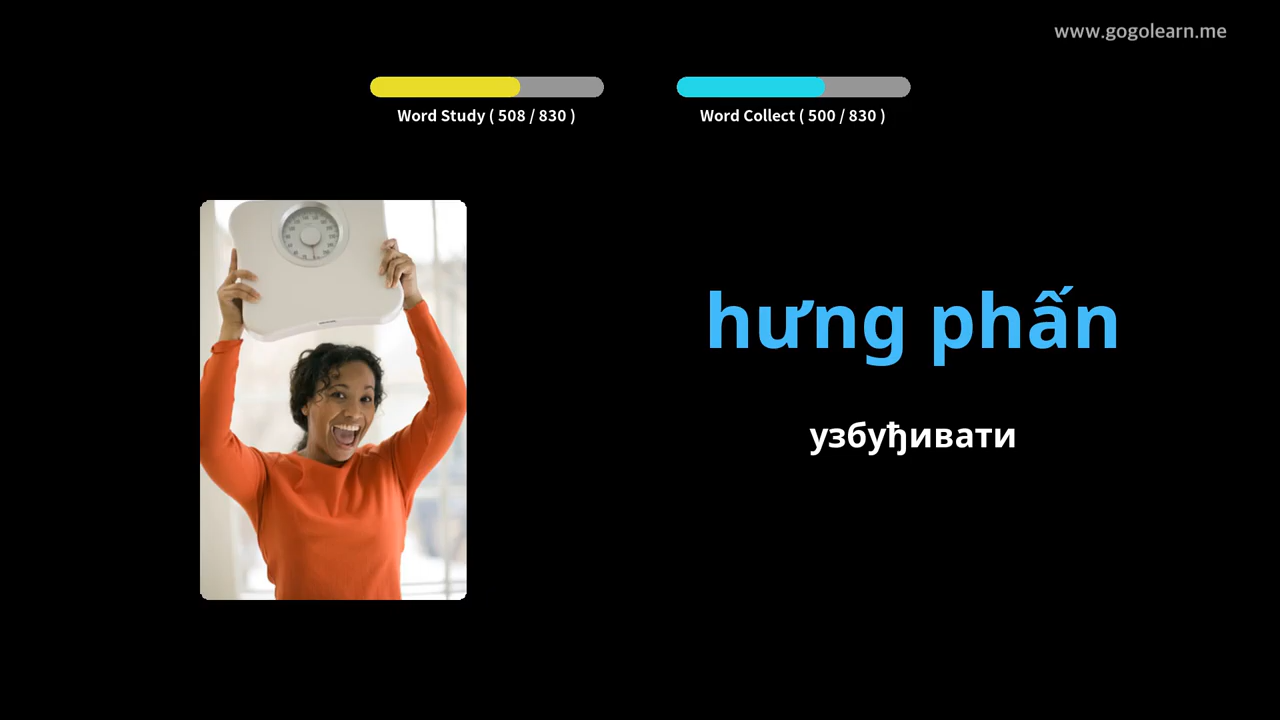 www.gogolearn.me
Word Study ( 508 / 830 )
Word Collect ( 500 / 830 )
hưng phấn
узбуђивати